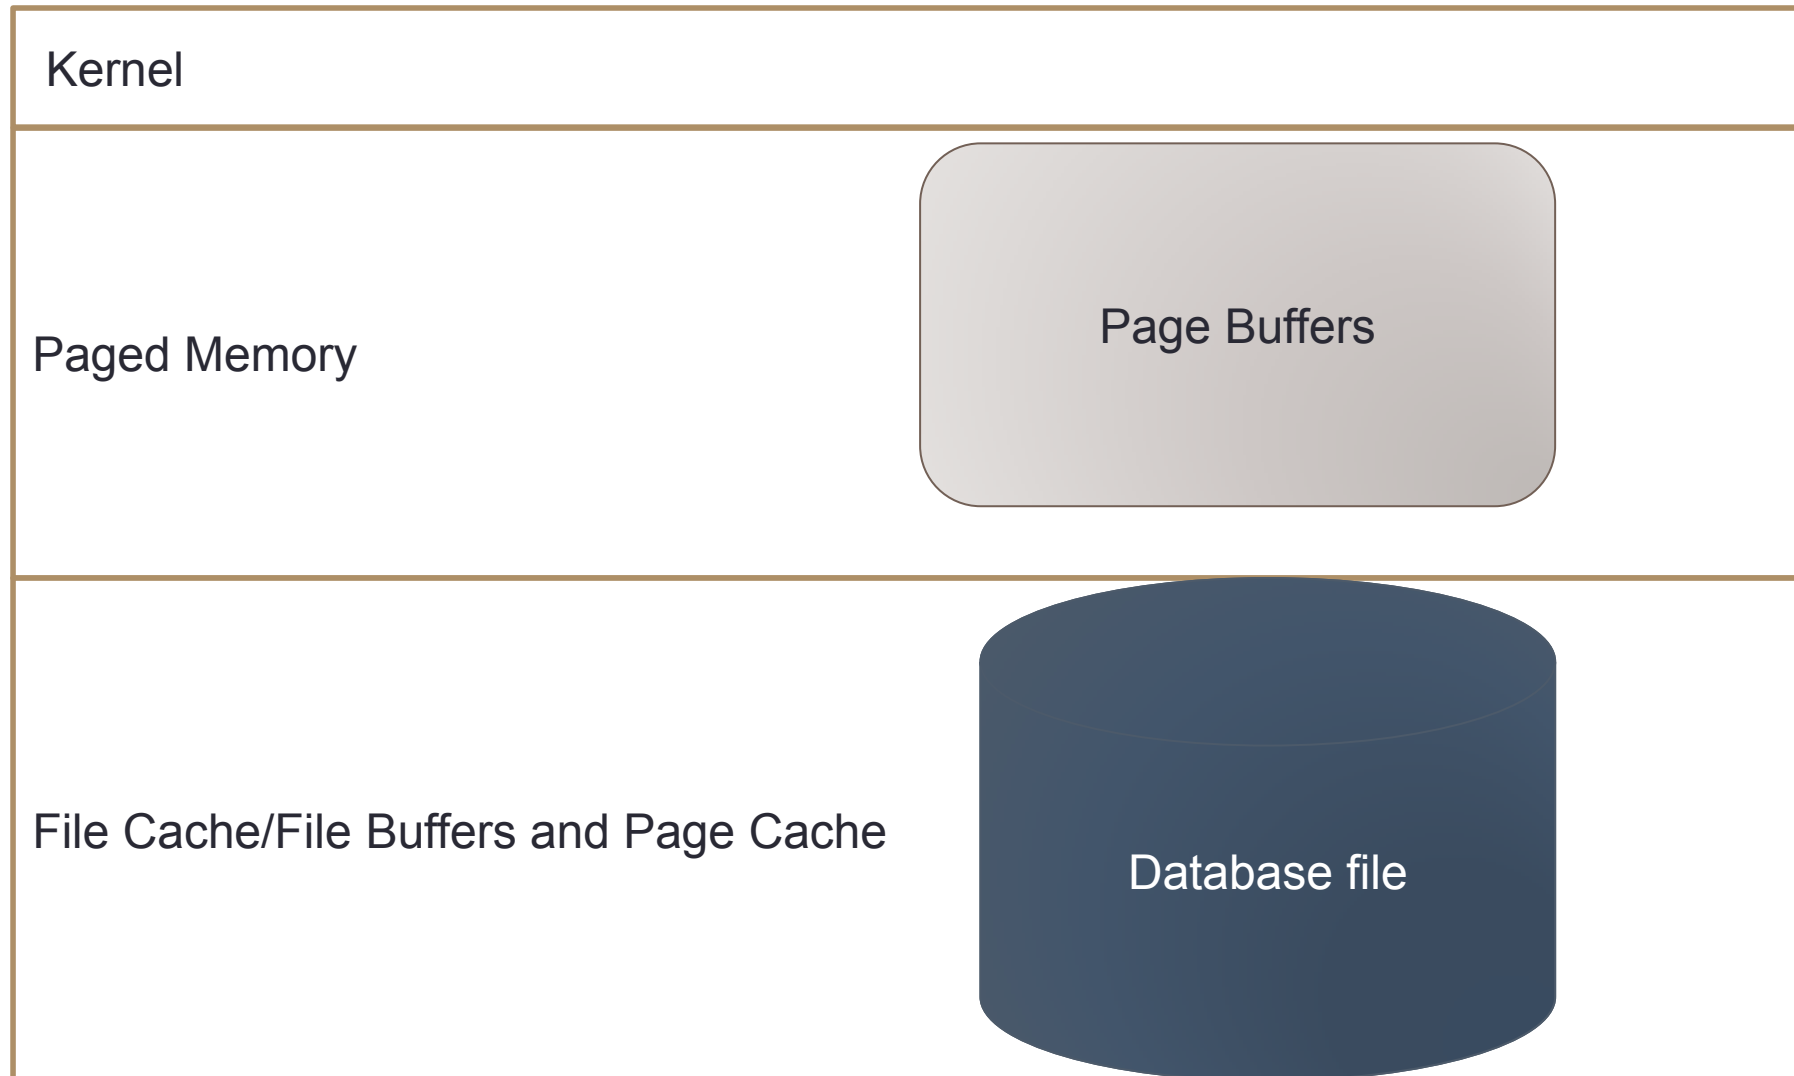 Kernel
Page Buffers
Paged Memory
File Cache/File Buffers and Page Cache
Database file